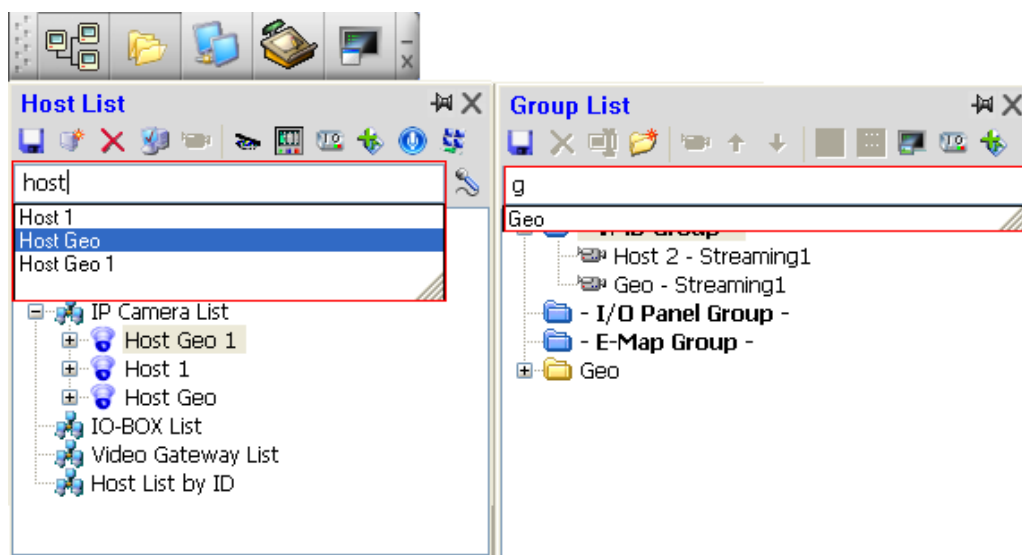 Host List
host
Host 1
Host Geo
Host Geo 1
IP Camera List
Host Geo 1
Host 1
Host Geo
IO-BOX List
Video Gateway List
Host List by ID
Group List
g
Geo
Host 2 - Streaming1
Geo - Streaming1
- I/O Panel Group -
- E-Map Group -
Geo